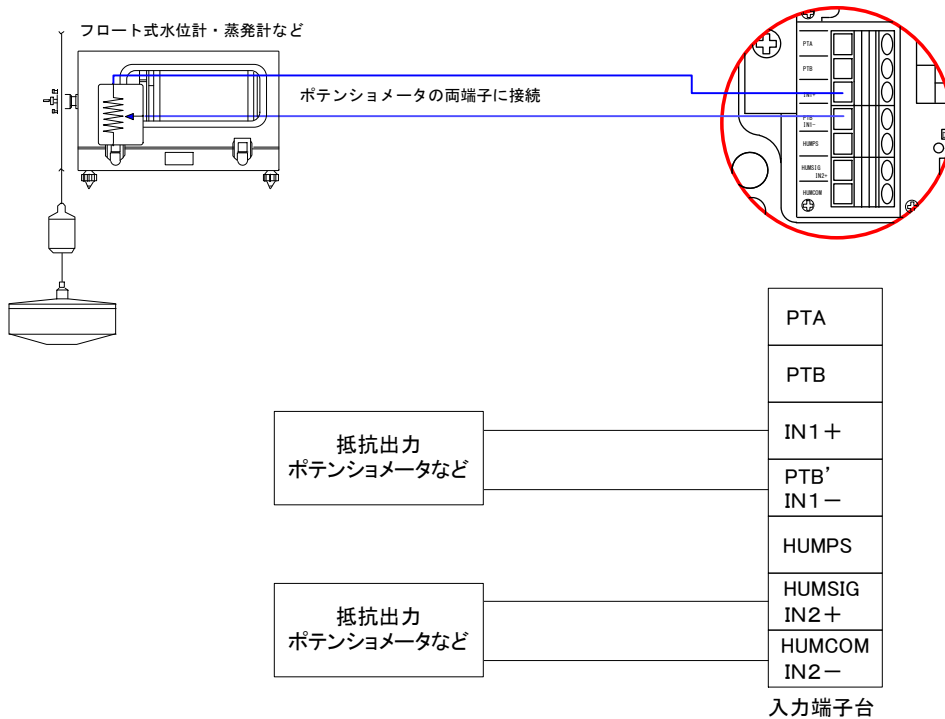 フロート式水位計・蒸発計など
ポテンショメータの両端子に接続
PTA
PTB
IN1+
PTB
IN1-
HUMPS
HUMSIG
IN2+
HUMCOM
PTA
PTB
IN1+
PTB'
IN1−
HUMPS
HUMSIG
IN2+
HUMCOM
IN2−
抵抗出力
ポテンショメータなど
抵抗出力
ポテンショメータなど
入力端子台